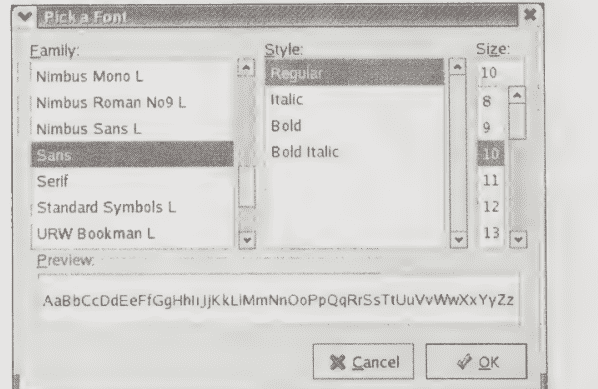 Pick a Font
Family:
Nimbus Mono L
Nimbus Roman No9 L
Nimbus Sans L
Sans
Serif
Standard Symbols L
URW Bookman L
Style:
Regular
Italic
Bold
Bold Italic
Size:
10
8
9
10
11
12
13
Preview:
AaBbCcDdEeFfGgHhIiJjKkLlMmNnOoPpQqRrSsTtUuVvWwXxYyZz
Cancel
OK